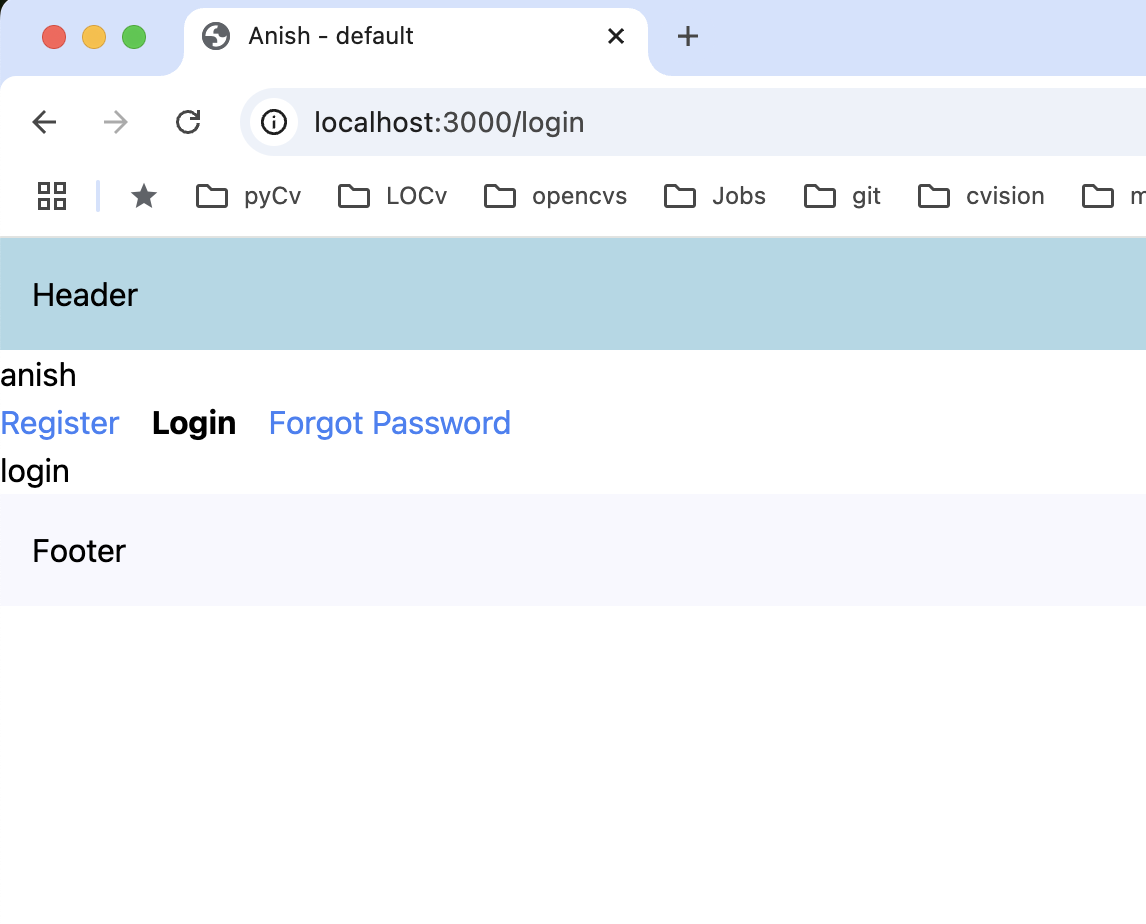 Anish - default
localhost:3000/login
pyCv LOCv opencvs Jobs git cvision
Header
anish
Register Login Forgot Password
login
Footer